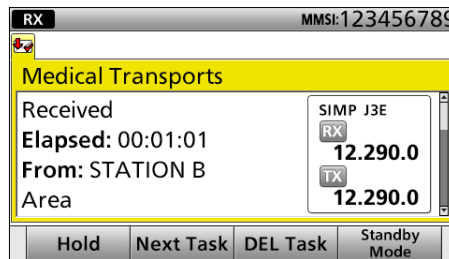 RX MMSI:123456789
Medical Transports
Received
Elapsed: 00:01:01
From: STATION B
Area
SIMP J3E
RX
12.290.0
TX
12.290.0
Hold Next Task DEL Task Standby Mode